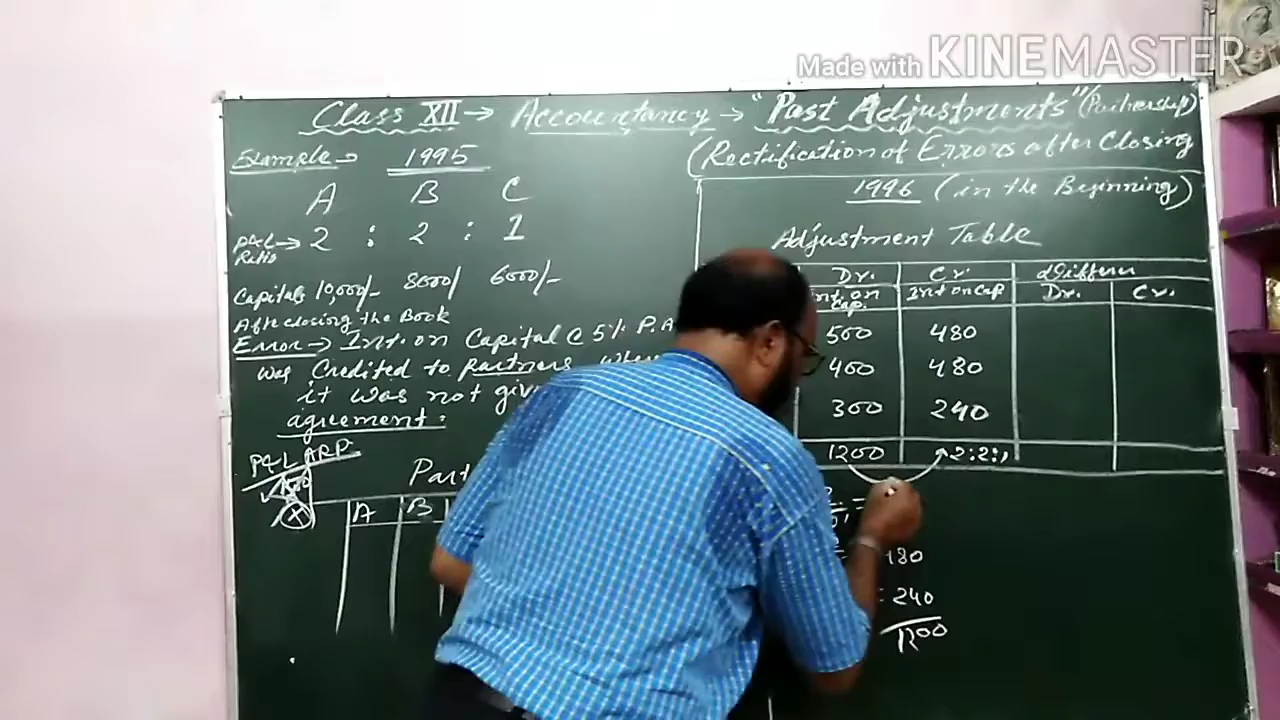 Made with KINEMASTER
Class XII → Accountancy → "Past Adjustments" (Partnership)
(Rectification of Errors after Closing
Example → 1995
A B C
P&L Ratio → 2 : 2 : 1
Capitals 10,000/- 8000/ 6000/-
After closing the Book
Error → Int. on Capital @ 5% P.A
was Credited to Partners
it was not giv
agreement.
P&L
Part
A B
1996 (in the Beginning)
Adjustment Table
Dr. Cr. Differen
Int on Cap. Int on Cap Dr. Cr.
500 480
400 480
300 240
1200 2:2:1
=
= 480
= 240
1200